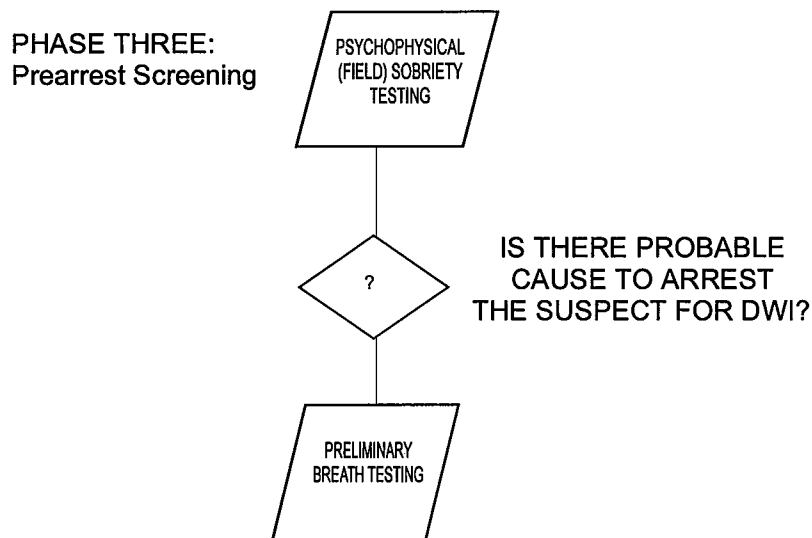 PHASE THREE:
Prearrest Screening
PSYCHOPHYSICAL
(FIELD) SOBRIETY
TESTING
?
IS THERE PROBABLE
CAUSE TO ARREST
THE SUSPECT FOR DWI?
PRELIMINARY
BREATH TESTING